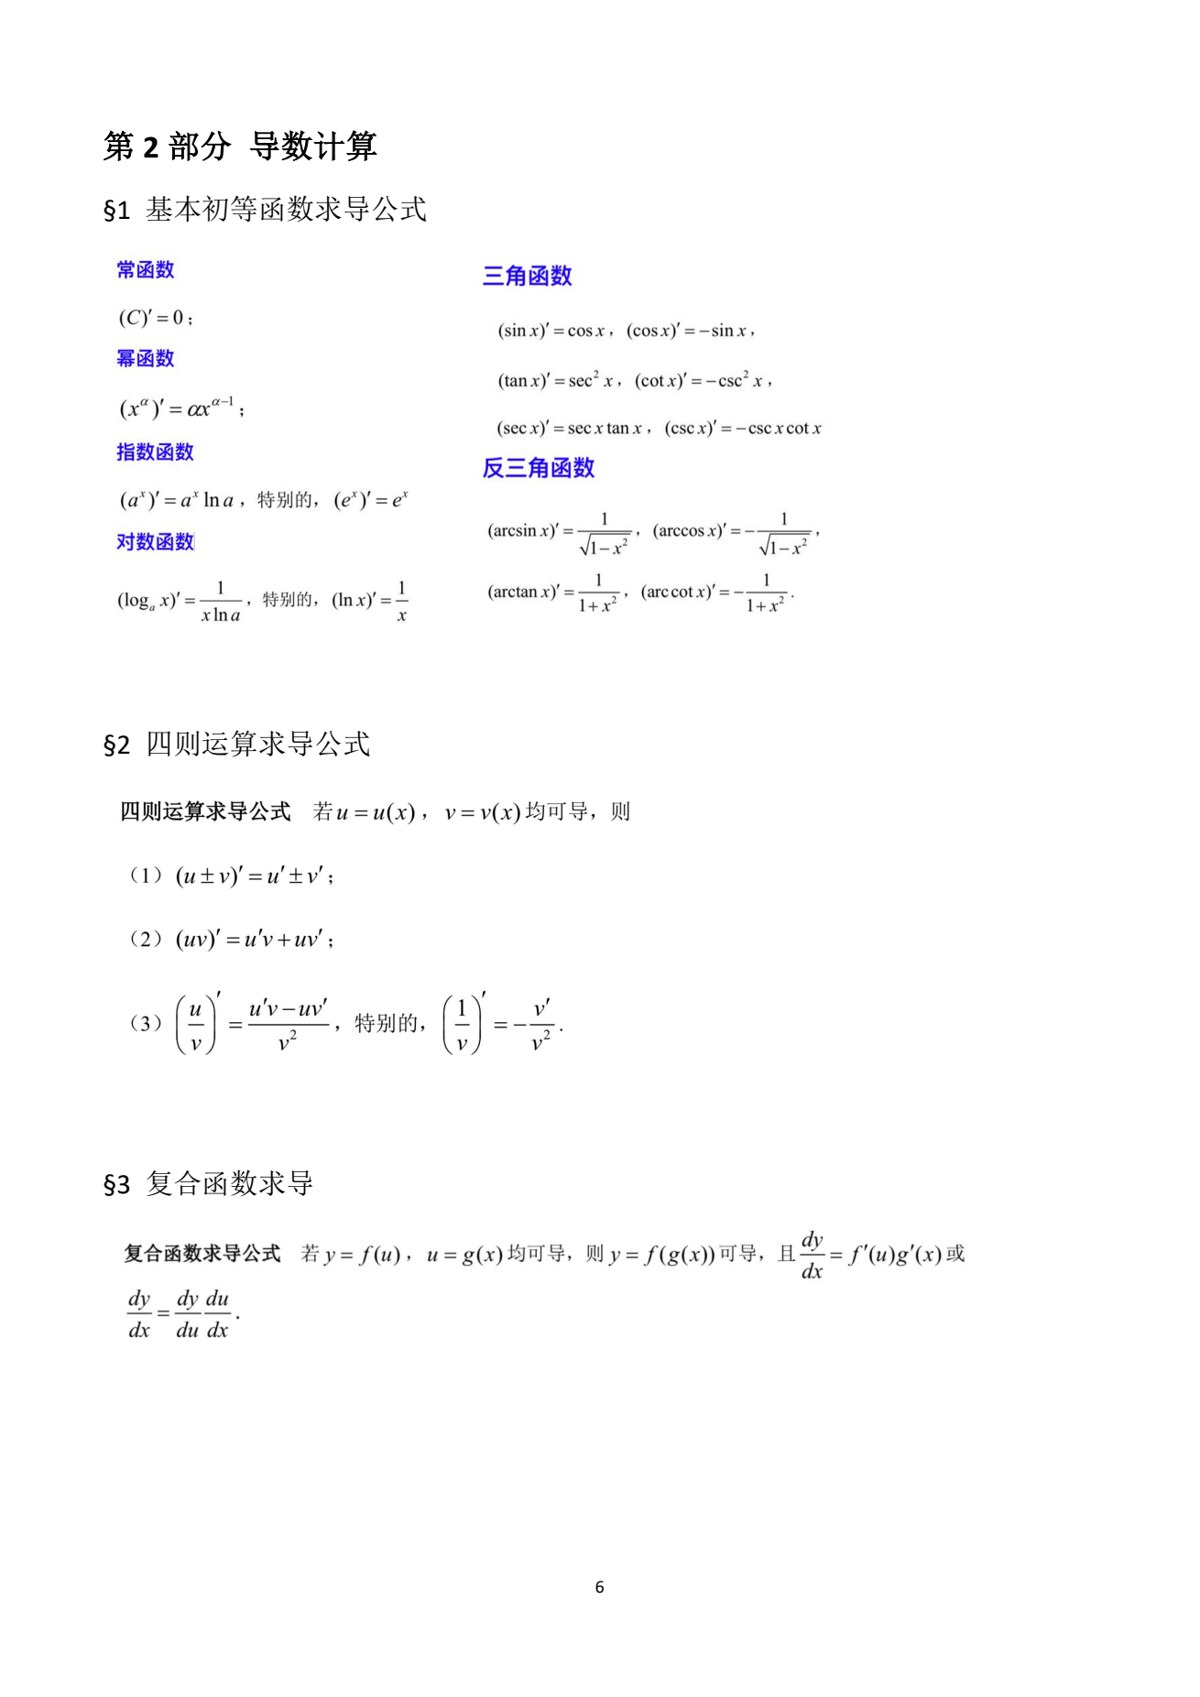 第 2 部分 导数计算
§1 基本初等函数求导公式
常函数
(C)′ = 0；
幂函数
(x^α)′ = αx^(α−1)；
指数函数
(a^x)′ = a^x ln a，特别的，(e^x)′ = e^x
对数函数
(log_a x)′ = 1/(x ln a)，特别的，(ln x)′ = 1/x
三角函数
(sin x)′ = cos x，(cos x)′ = −sin x，
(tan x)′ = sec² x，(cot x)′ = −csc² x，
(sec x)′ = sec x tan x，(csc x)′ = −csc x cot x
反三角函数
(arcsin x)′ = 1/√(1−x²)，(arccos x)′ = −1/√(1−x²)，
(arctan x)′ = 1/(1+x²)，(arc cot x)′ = −1/(1+x²).
§2 四则运算求导公式
四则运算求导公式 若 u = u(x)，v = v(x) 均可导，则
（1）(u ± v)′ = u′ ± v′；
（2）(uv)′ = u′v + uv′；
（3）(u/v)′ = (u′v − uv′)/v²，特别的，(1/v)′ = −v′/v².
§3 复合函数求导
复合函数求导公式 若 y = f(u)，u = g(x) 均可导，则 y = f(g(x)) 可导，且 dy/dx = f′(u)g′(x) 或
dy/dx = dy/du du/dx.
6